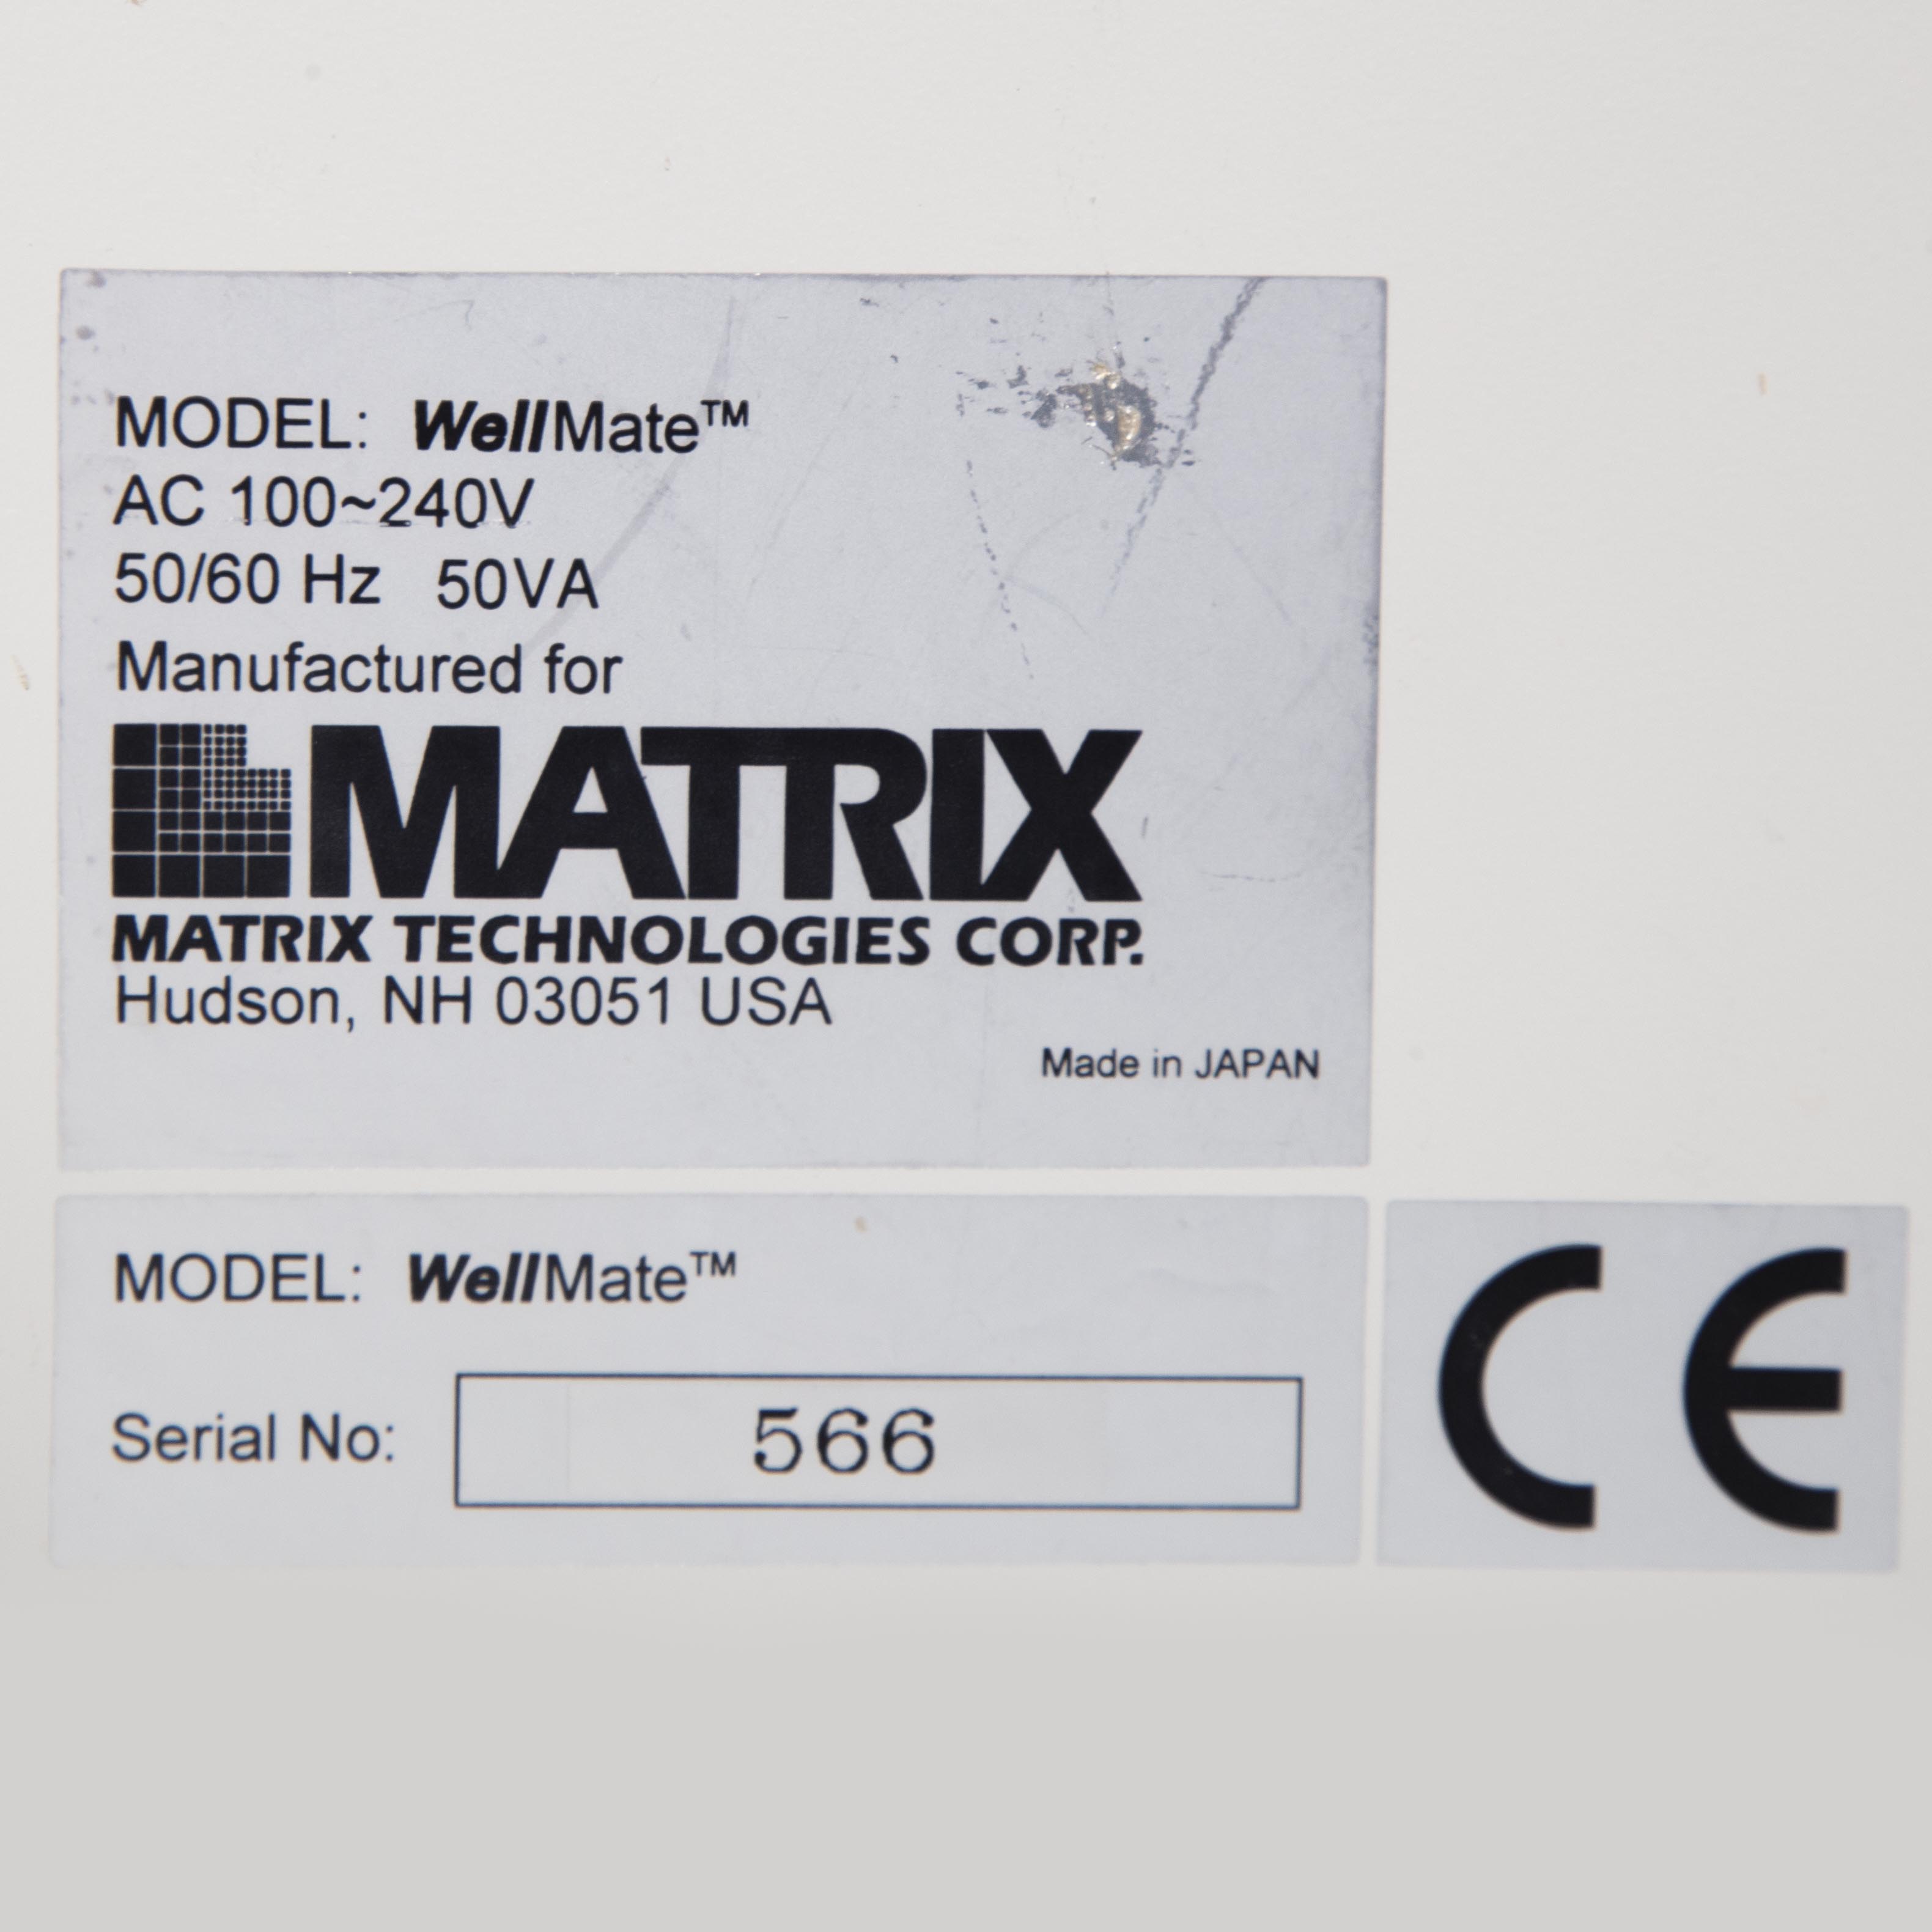 MODEL: WellMate™
AC 100~240V
50/60 Hz 50VA
Manufactured for
MATRIX
MATRIX TECHNOLOGIES CORP.
Hudson, NH 03051 USA
Made in JAPAN
MODEL: WellMate™
Serial No: 566
CE